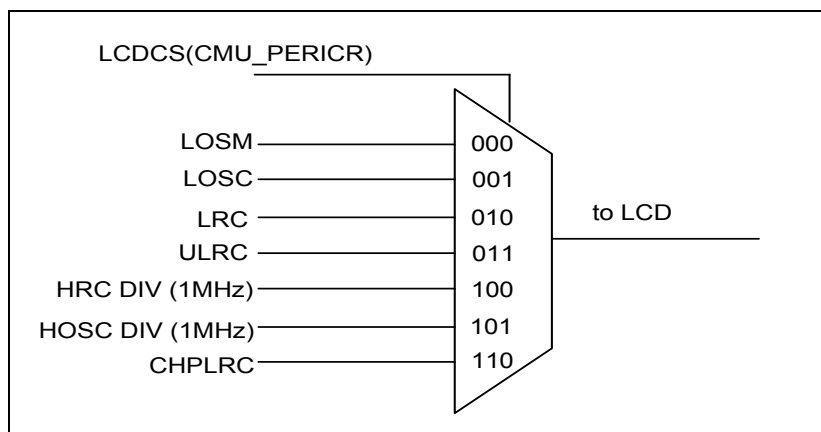 LCDCS(CMU_PERICR)
LOSM 000
LOSC 001
LRC 010
to LCD
ULRC 011
HRC DIV (1MHz) 100
HOSC DIV (1MHz) 101
CHPLRC 110